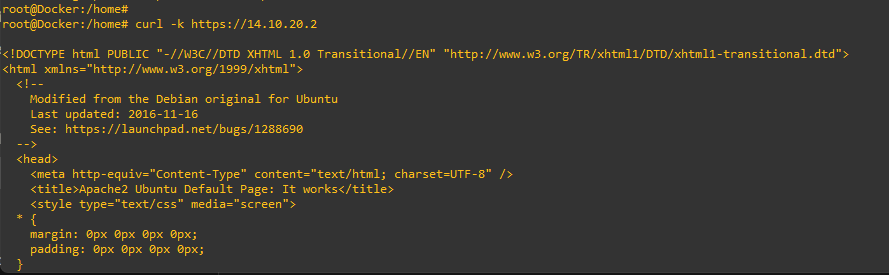 root@Docker:/home#
root@Docker:/home# curl -k https://14.10.20.2
<!DOCTYPE html PUBLIC "-//W3C//DTD XHTML 1.0 Transitional//EN" "http://www.w3.org/TR/xhtml1/DTD/xhtml1-transitional.dtd">
<html xmlns="http://www.w3.org/1999/xhtml">
  <!--
    Modified from the Debian original for Ubuntu
    Last updated: 2016-11-16
    See: https://launchpad.net/bugs/1288690
  -->
  <head>
    <meta http-equiv="Content-Type" content="text/html; charset=UTF-8" />
    <title>Apache2 Ubuntu Default Page: It works</title>
    <style type="text/css" media="screen">
  * {
    margin: 0px 0px 0px 0px;
    padding: 0px 0px 0px 0px;
  }